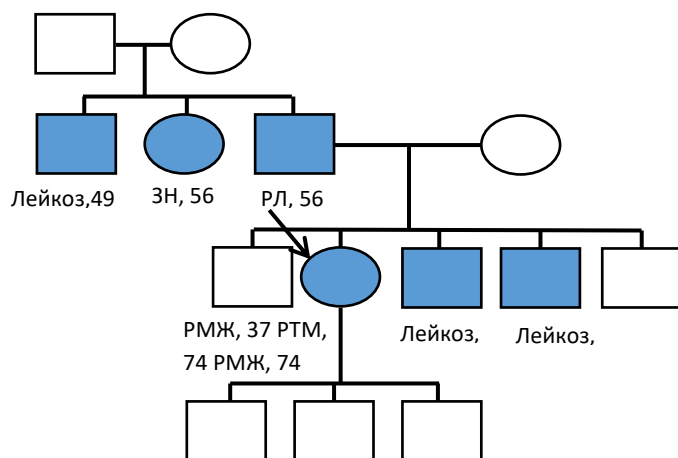 Лейкоз,49
ЗН, 56
РЛ, 56
РМЖ, 37 РТМ,
74 РМЖ, 74
Лейкоз,
Лейкоз,